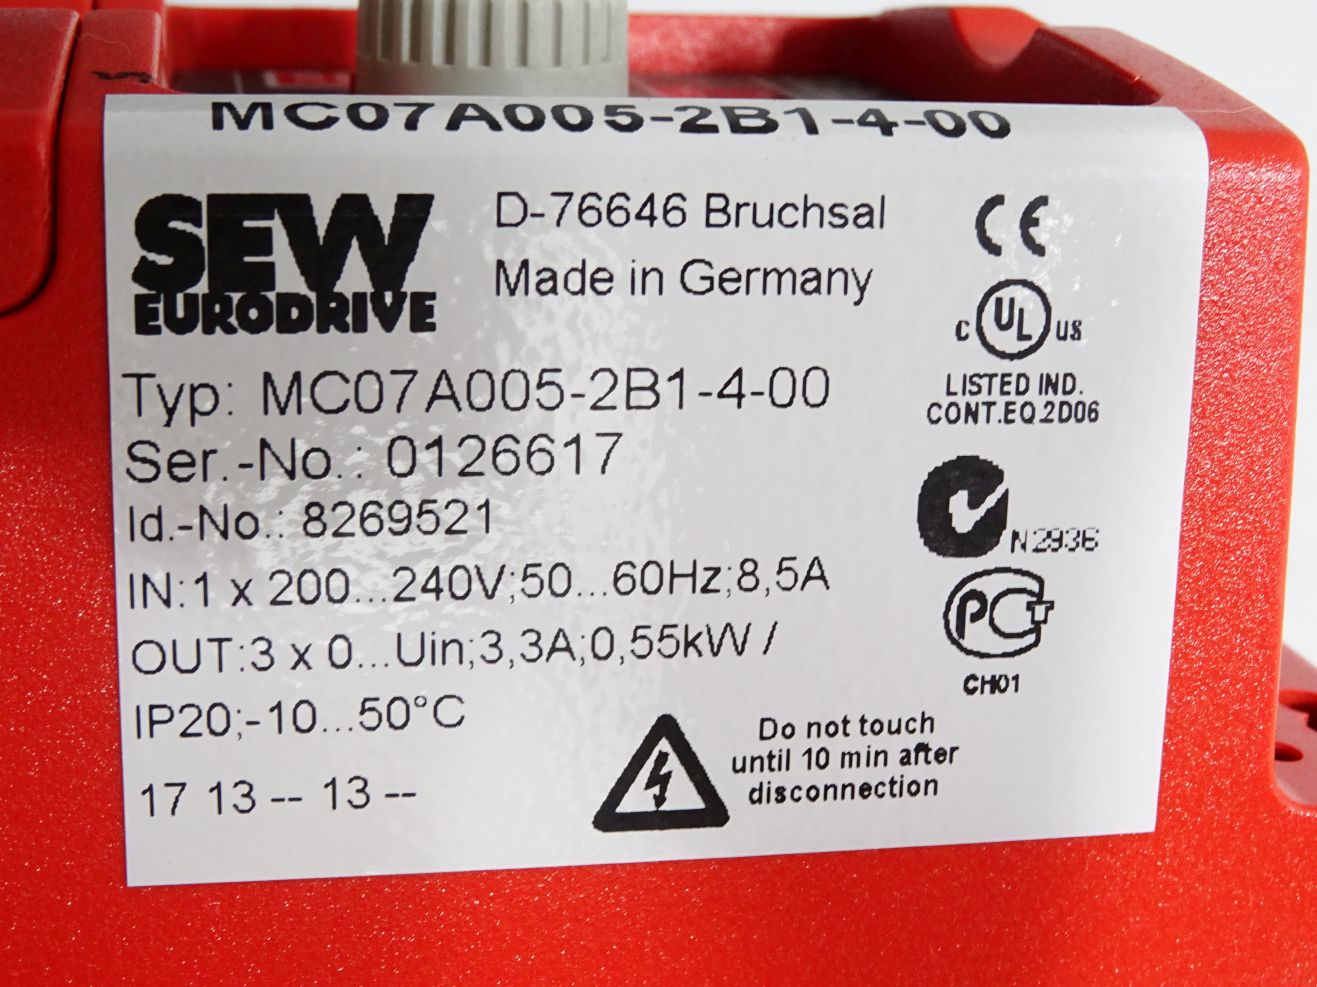 MC07A005-2B1-4-00
SEW
EURODRIVE
D-76646 Bruchsal
Made in Germany
CE
C UL US
LISTED IND.
CONT.EQ.2D06
Typ: MC07A005-2B1-4-00
Ser.-No.: 0126617
Id.-No.: 8269521
N2936
IN:1 x 200...240V;50...60Hz;8,5A
OUT:3 x 0...Uin;3,3A;0,55kW /
PCT
CH01
IP20;-10...50°C
Do not touch
until 10 min after
disconnection
17 13 -- 13 --